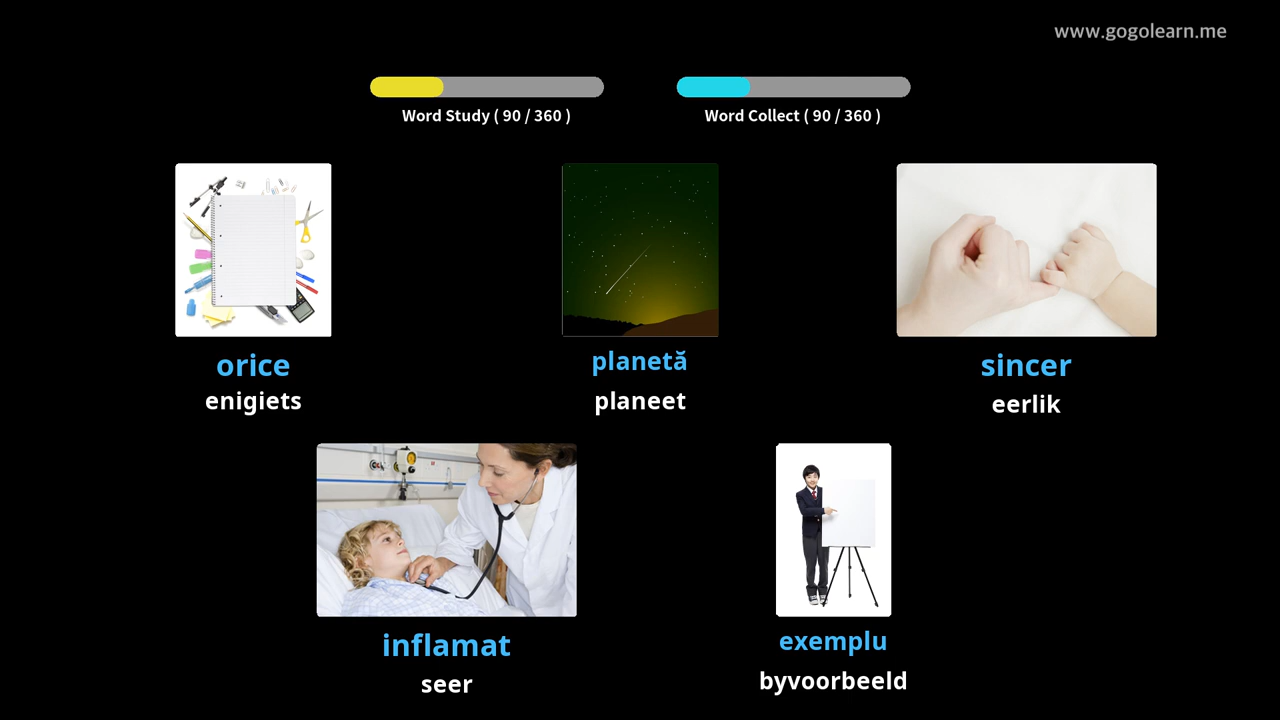 www.gogolearn.me
Word Study ( 90 / 360 )
Word Collect ( 90 / 360 )
orice
enigiets
planetă
planeet
sincer
eerlik
inflamat
seer
exemplu
byvoorbeeld